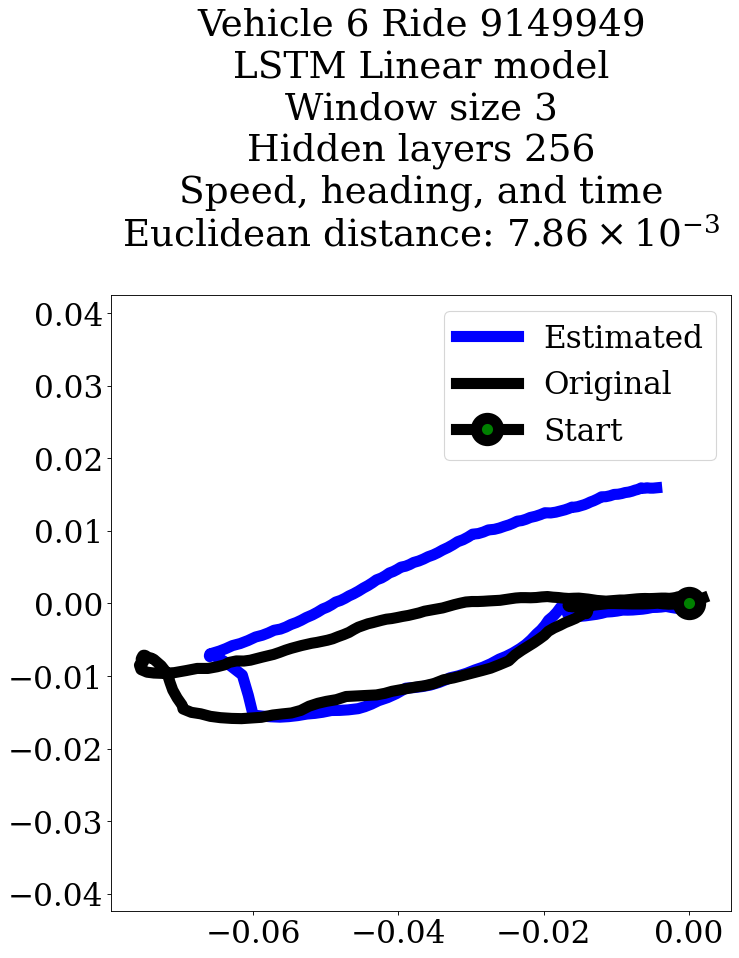 Vehicle 6 Ride 9149949
LSTM Linear model
Window size 3
Hidden layers 256
Speed, heading, and time
Euclidean distance: 7.86 × 10⁻³
Estimated
Original
Start
0.04
0.03
0.02
0.01
0.00
−0.01
−0.02
−0.03
−0.04
−0.06 −0.04 −0.02 0.00